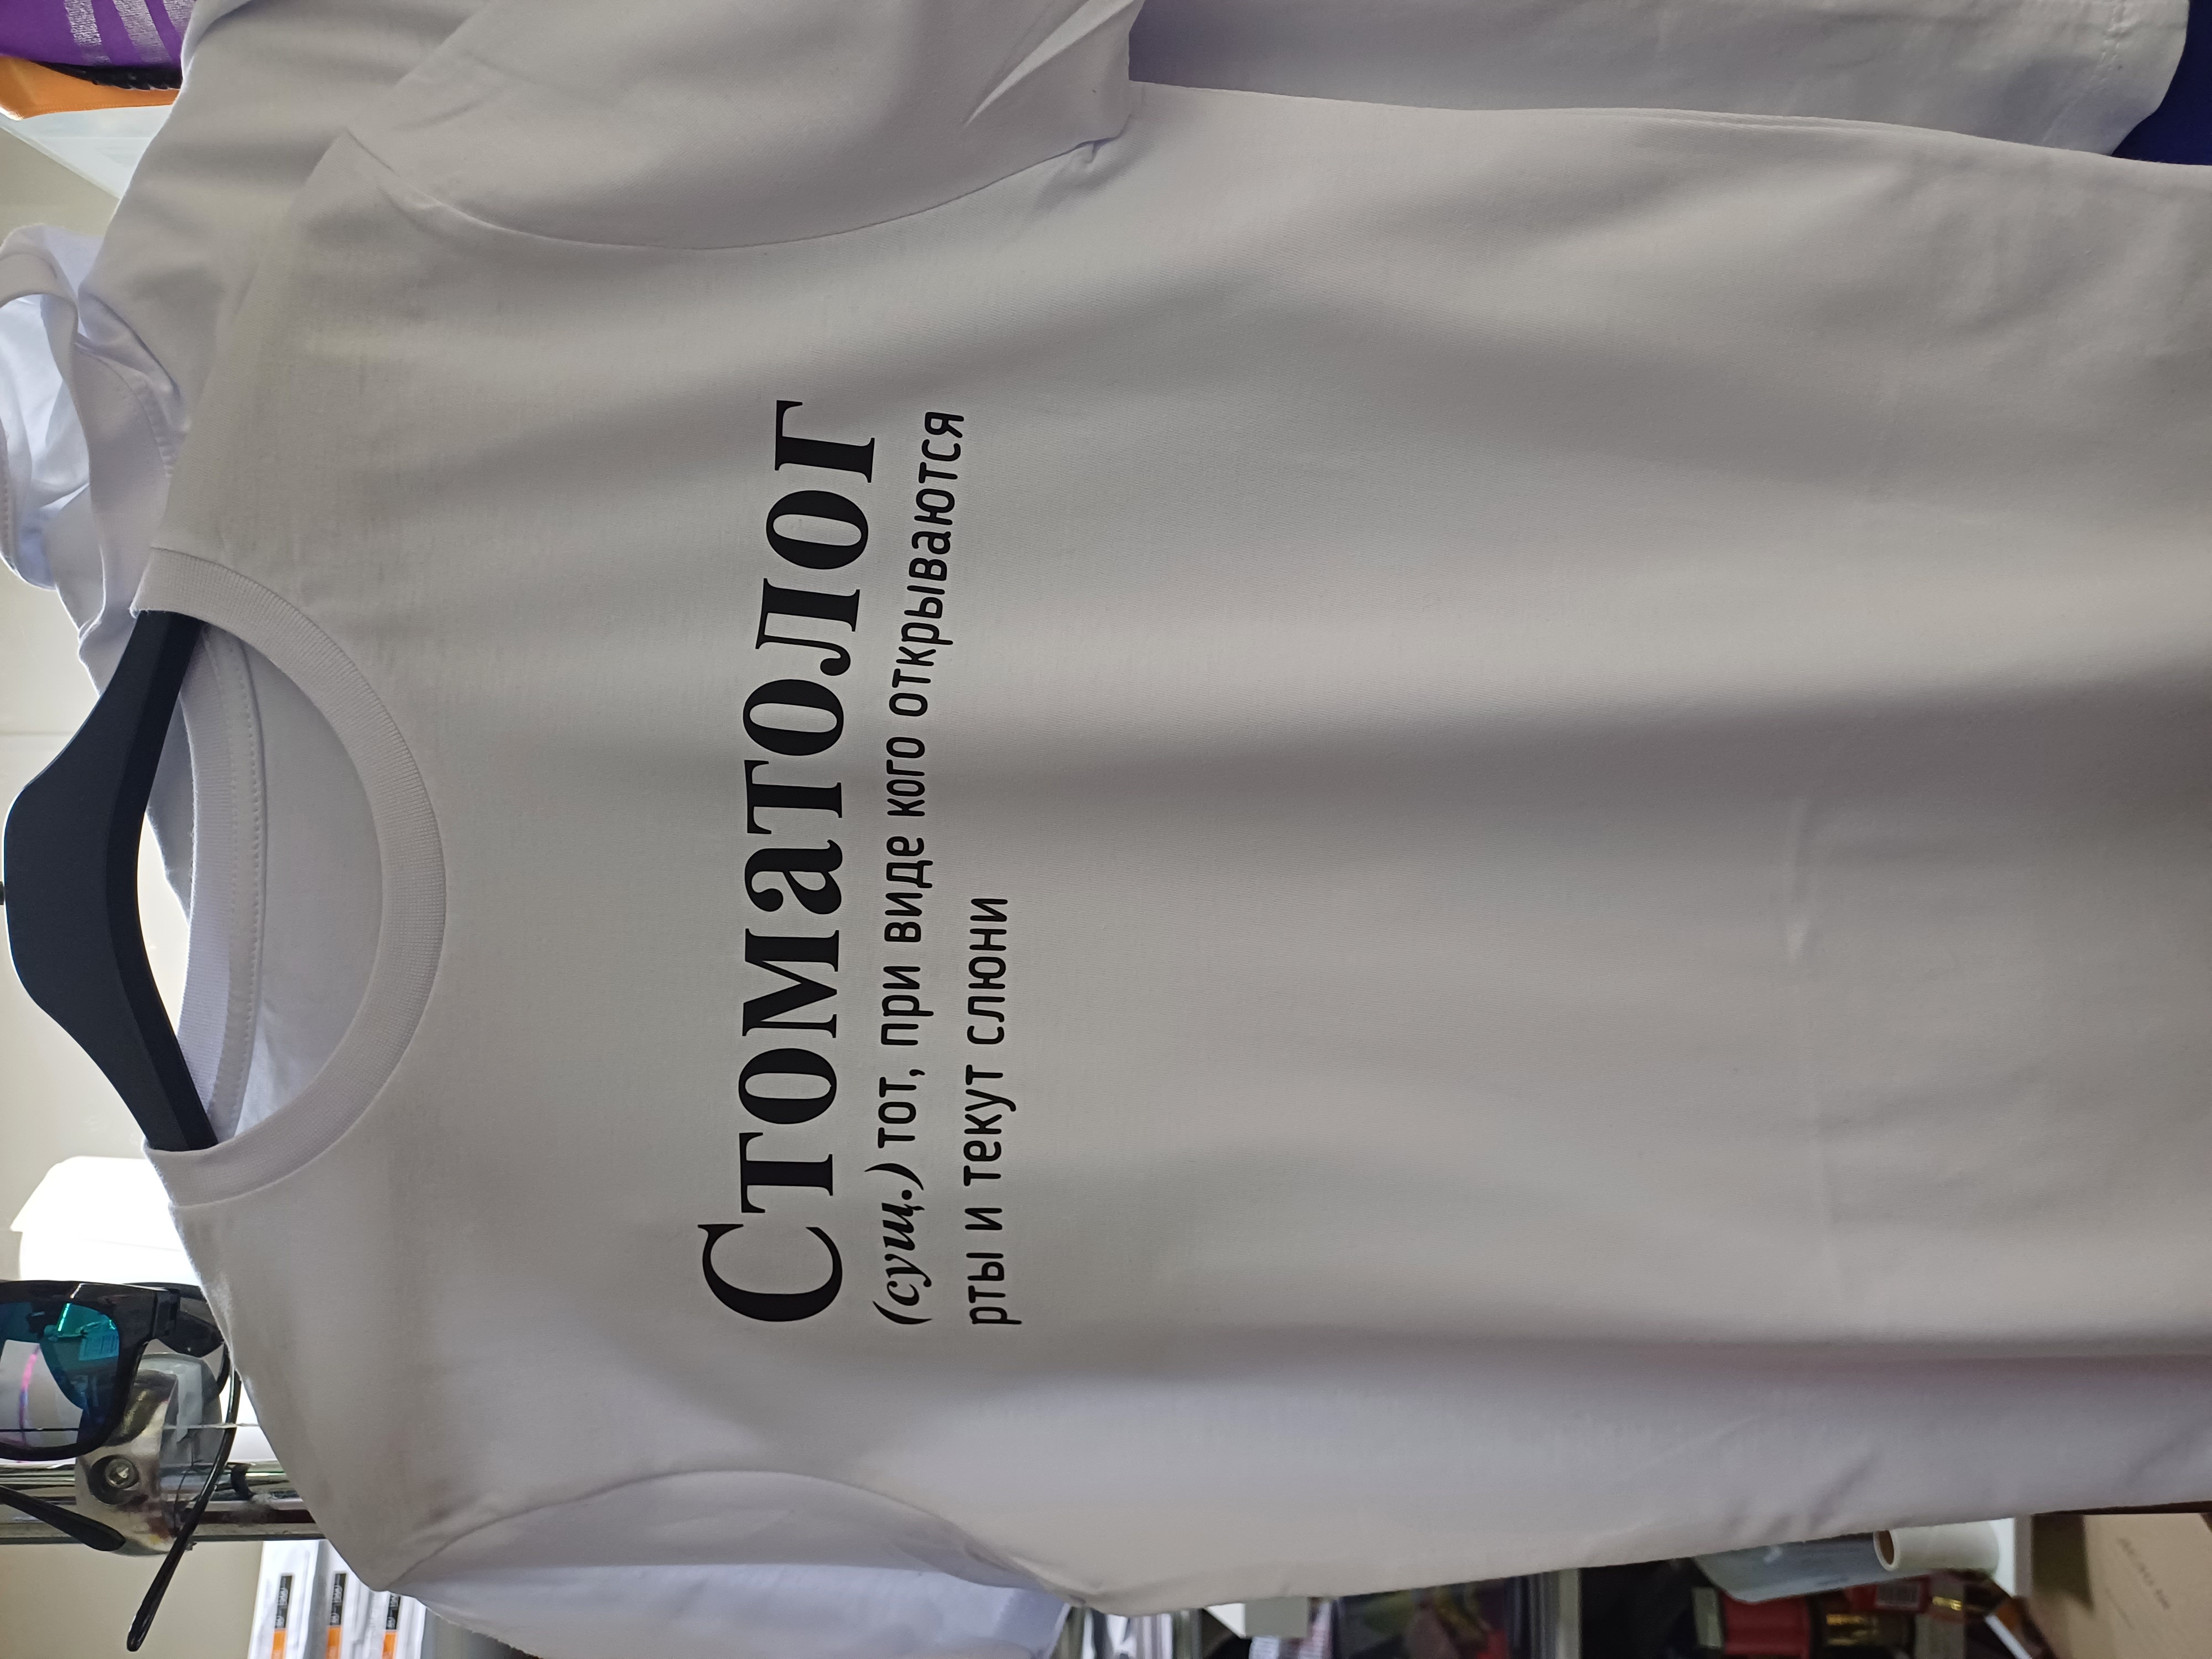 Стоматолог
(сущ.) тот, при виде кого открываются
рты и текут слюни